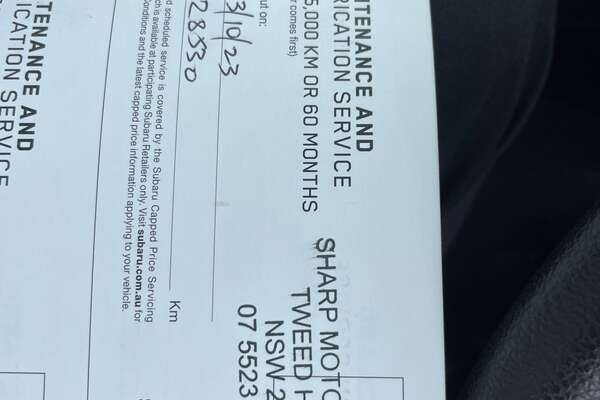 TENANCE AND
ICATION SERVICE
NTENANCE AND
RICATION SERVICE
5,000 KM OR 60 MONTHS
comes first)
out on:
3/10/23
28530
Km
d scheduled service is covered by the Subaru Capped Price Servicing
ch is available at participating Subaru Retailers only. Visit subaru.com.au for
Conditions and the latest capped price information applying to your vehicle.
SHARP MOTO
TWEED H
NSW 2
07 5523